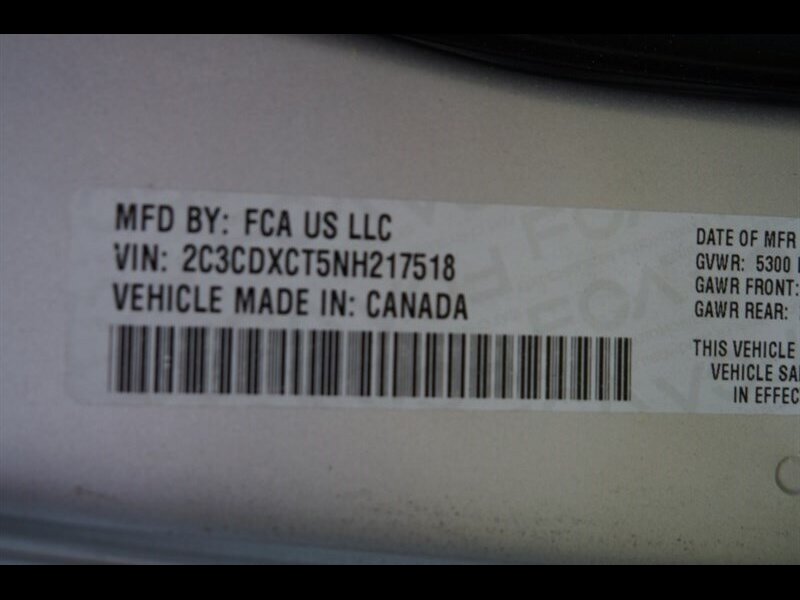 MFD BY: FCA US LLC
VIN: 2C3CDXCT5NH217518
VEHICLE MADE IN: CANADA
DATE OF MFR
GVWR: 5300
GAWR FRONT:
GAWR REAR:
THIS VEHICLE
VEHICLE SA
IN EFFEC